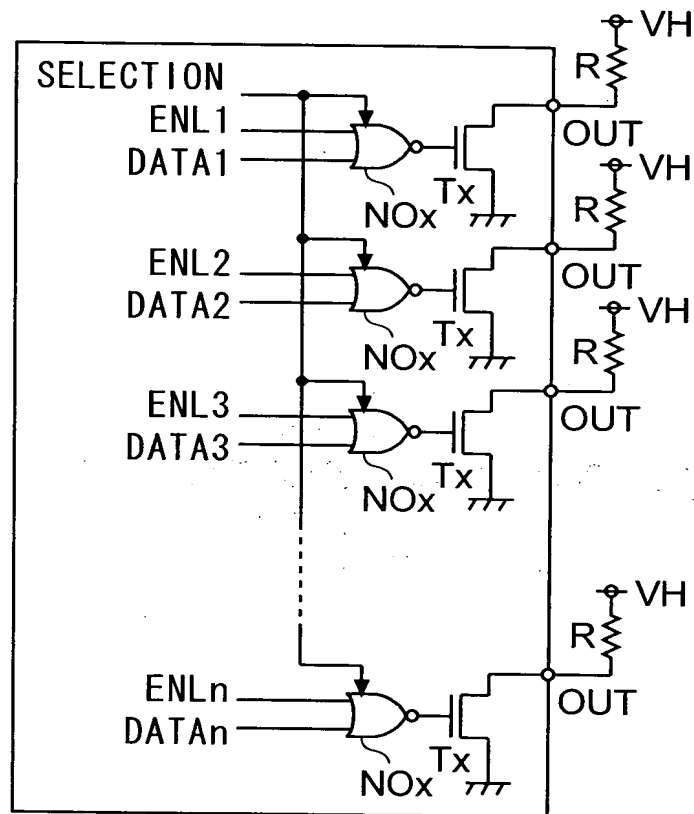 VH
SELECTION
R
ENL1
OUT
DATA1
VH
Tx
NOx
R
ENL2
OUT
DATA2
VH
Tx
NOx
R
ENL3
OUT
DATA3
Tx
NOx
VH
R
ENLn
OUT
DATAn
Tx
NOx